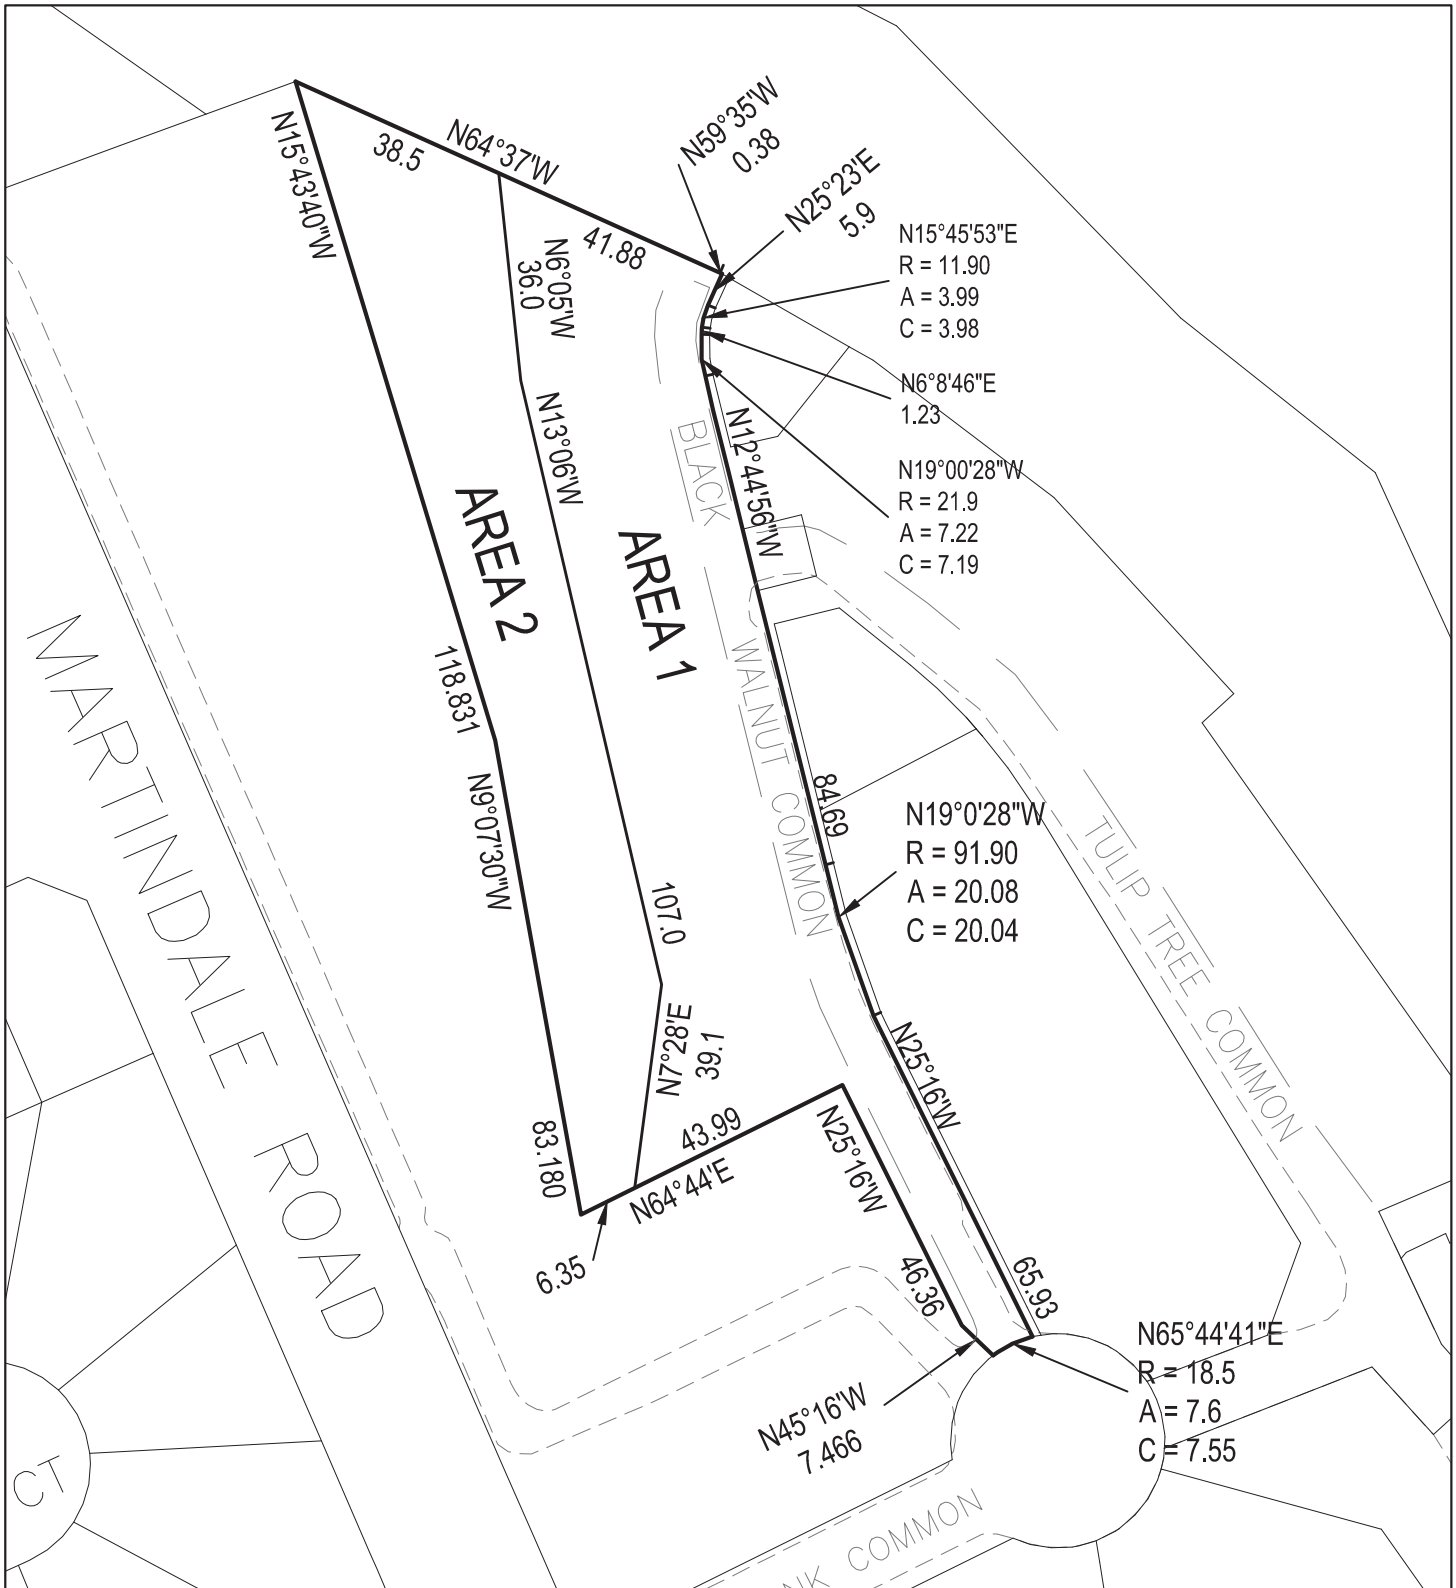 N59°35'W
0.38
N25°23'E
5.9
N64°37'W
38.5
41.88
N15°43'40"W
N6°05'W
36.0
N15°45'53"E
R = 11.90
A = 3.99
C = 3.98
N6°8'46"E
1.23
N19°00'28"W
R = 21.9
A = 7.22
C = 7.19
N13°06'W
N12°44'56"W
BLACK WALNUT COMMON
AREA 2
AREA 1
118.831
N9°07'30"W
84.69
N19°0'28"W
R = 91.90
A = 20.08
C = 20.04
107.0
MARTINDALE ROAD
TULIP TREE COMMON
N7°28'E
39.1
N25°16'W
65.93
83.180
43.99
N64°44'E
6.35
N25°16'W
46.36
N45°16'W
7.466
N65°44'41"E
R = 18.5
A = 7.6
C = 7.55
CT
NK COMMON